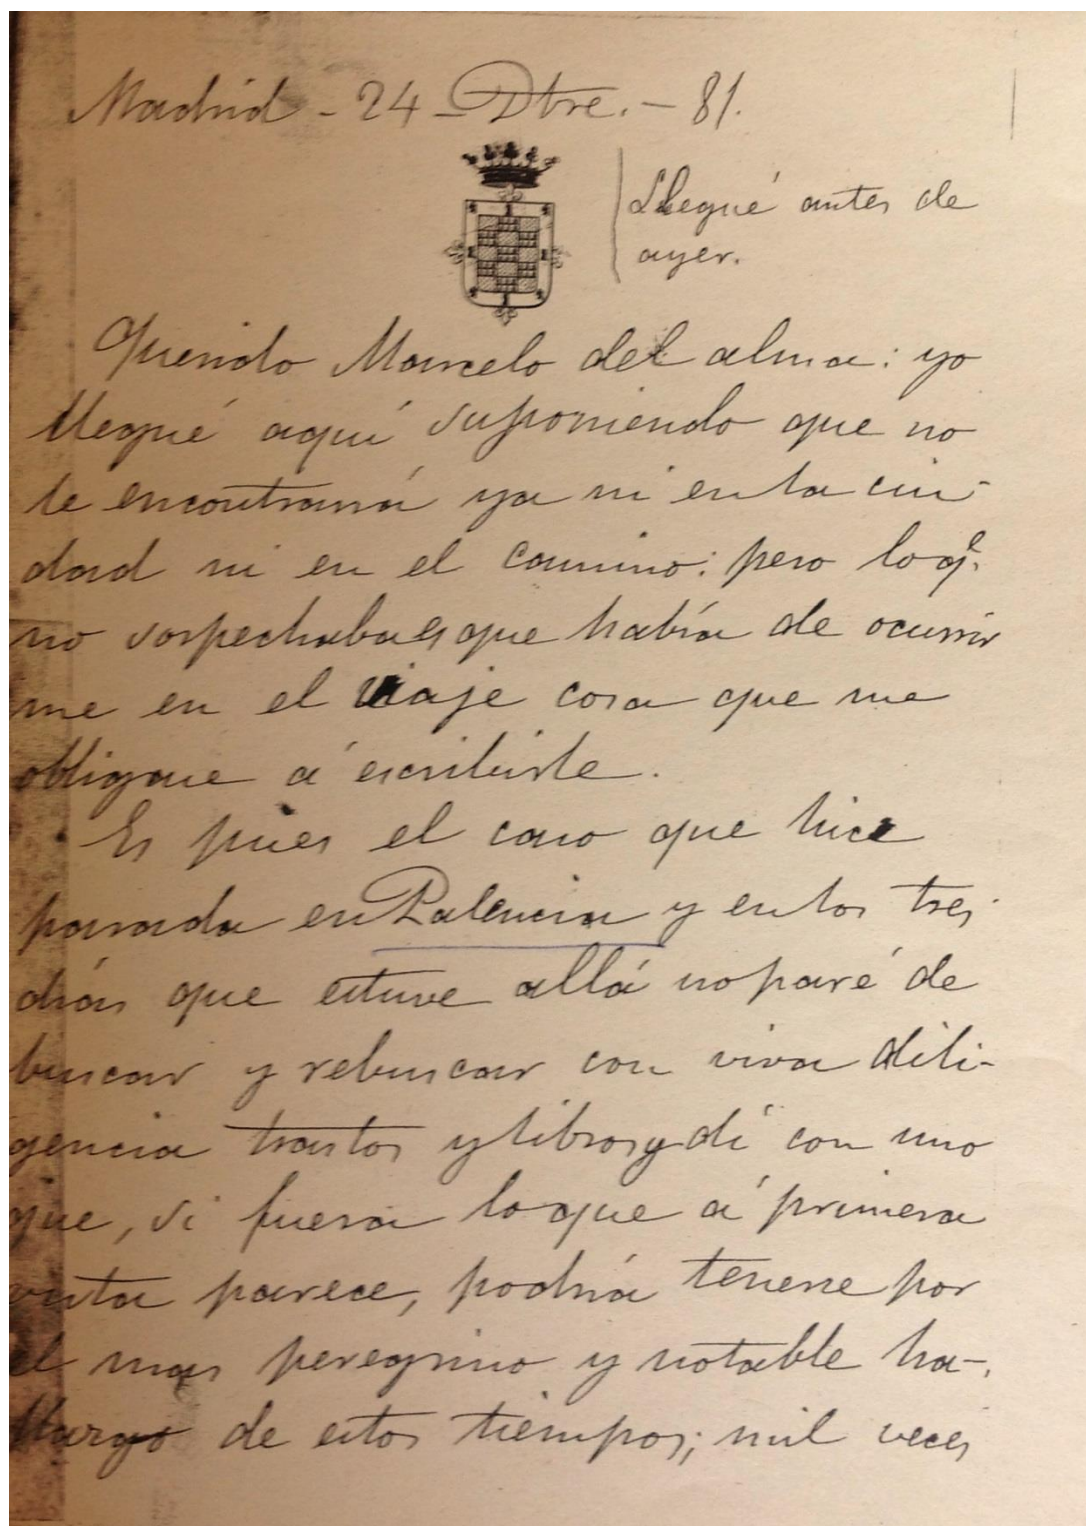 Madrid - 24 - Dbre. - 81.
Llegué antes de
ayer.
Querido Marcelo del alma: yo
llegué aquí suponiendo que no
te encontraría ya ni en la ciu-
dad ni en el camino: pero lo q.e
no sospechaba es que había de ocurrir
me en el viaje cosa que me
obligase á escribirte.
Es pues el caso que hice
parada en Palencia y en los tres
días que estuve allá no paré de
buscar y rebuscar con viva dili-
gencia trastos y libros y dí con uno
que, si fuera lo que á primera
vista parece, podría tenerse por
el mas peregrino y notable ha-
llazgo de estos tiempos; mil veces